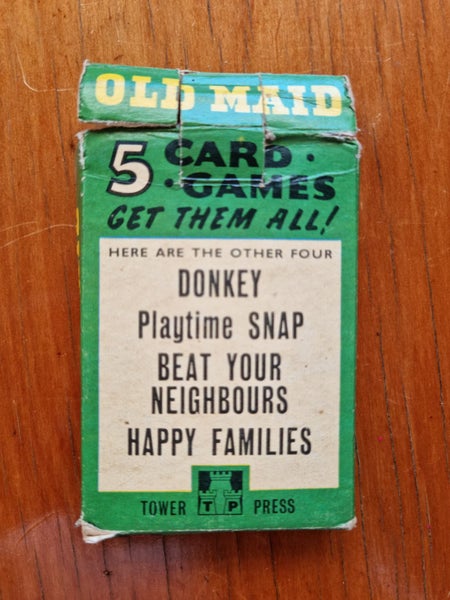 OLD MAID
5 CARD ·
· GAMES
GET THEM ALL!
HERE ARE THE OTHER FOUR
DONKEY
Playtime SNAP
BEAT YOUR
NEIGHBOURS
HAPPY FAMILIES
TOWER TP PRESS